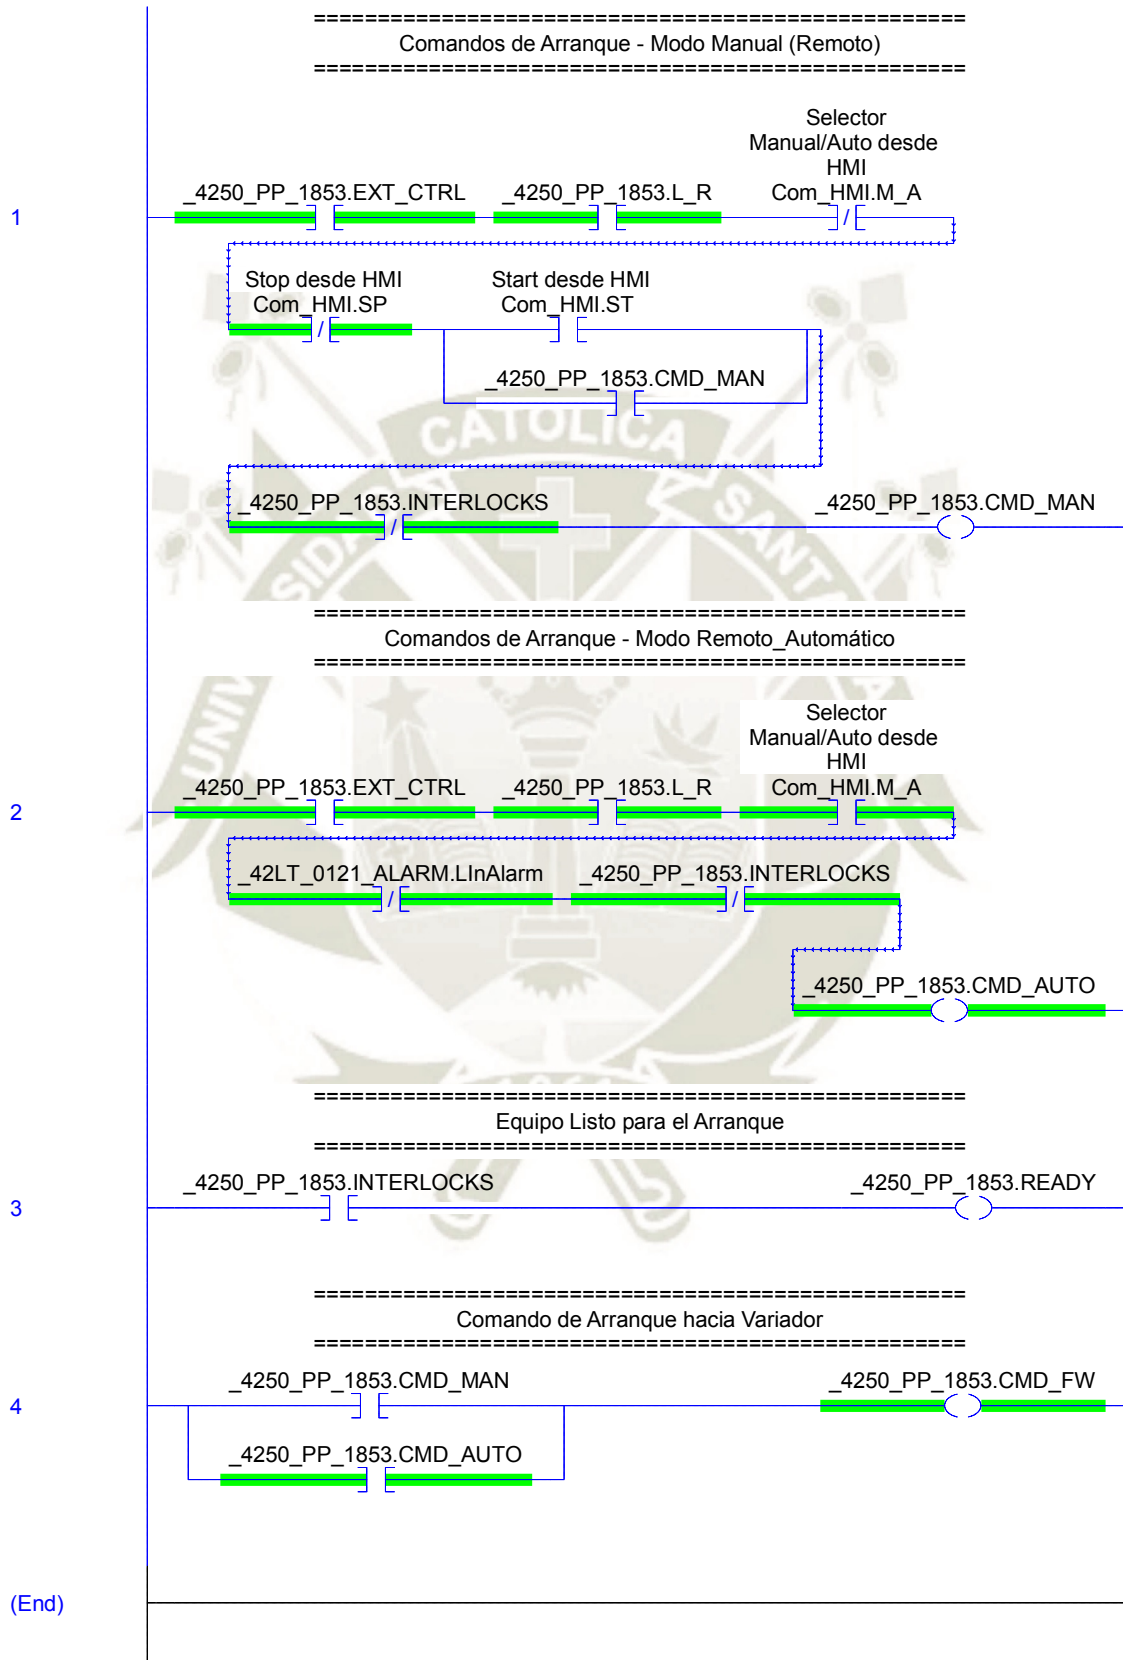 ==================================================
Comandos de Arranque - Modo Manual (Remoto)
==================================================
Selector
Manual/Auto desde
HMI
_4250_PP_1853.EXT_CTRL _4250_PP_1853.L_R Com_HMI.M_A
1
/
Stop desde HMI Start desde HMI
Com_HMI.SP Com_HMI.ST
/
_4250_PP_1853.CMD_MAN
CATOLICA
_4250_PP_1853.INTERLOCKS _4250_PP_1853.CMD_MAN
/
SIDA SANTA
==================================================
Comandos de Arranque - Modo Remoto_Automático
==================================================
UNIV
Selector
Manual/Auto desde
HMI
_4250_PP_1853.EXT_CTRL _4250_PP_1853.L_R Com_HMI.M_A
2
_42LT_0121_ALARM.LInAlarm _4250_PP_1853.INTERLOCKS
/ /
_4250_PP_1853.CMD_AUTO
==================================================
Equipo Listo para el Arranque
==================================================
_4250_PP_1853.INTERLOCKS _4250_PP_1853.READY
3
==================================================
Comando de Arranque hacia Variador
==================================================
_4250_PP_1853.CMD_MAN _4250_PP_1853.CMD_FW
4
_4250_PP_1853.CMD_AUTO
(End)